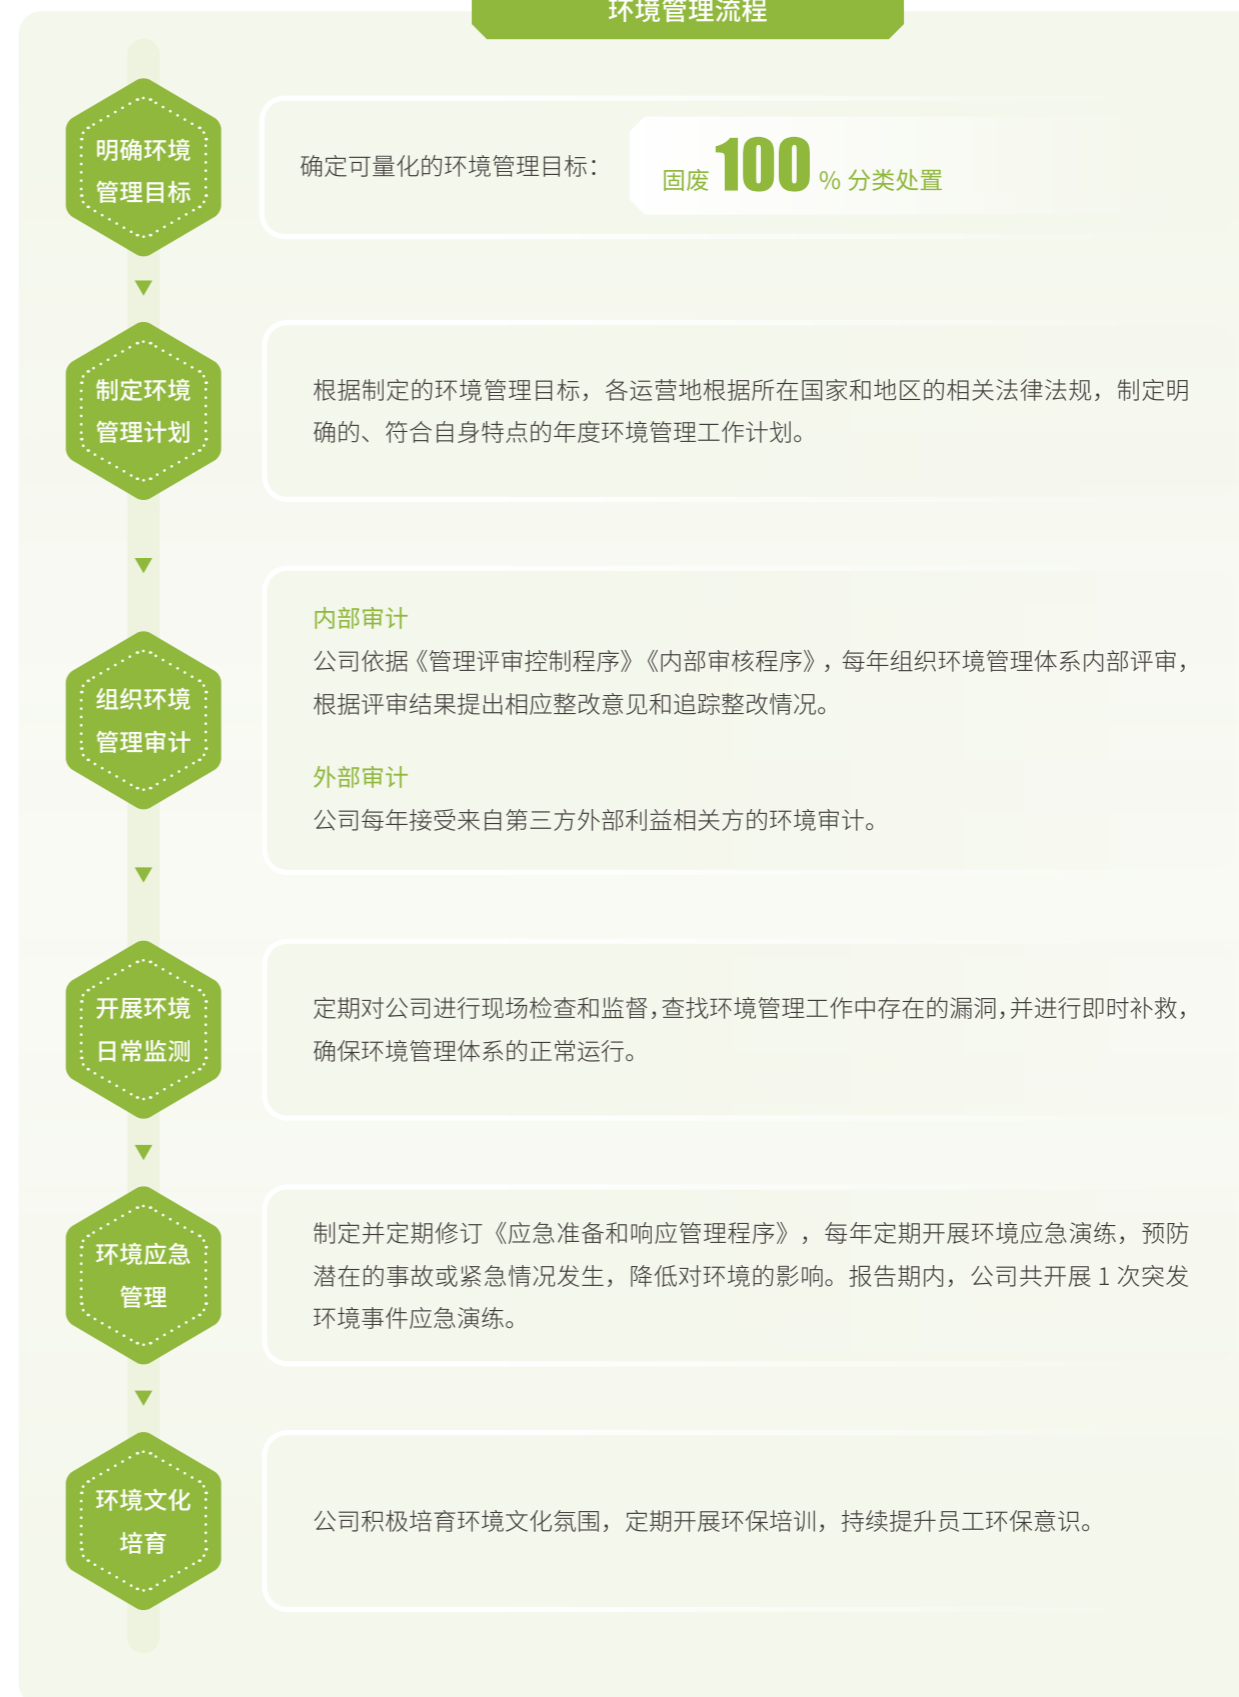 环境管理流程
明确环境
管理目标
确定可量化的环境管理目标：
固废100% 分类处置
制定环境
管理计划
根据制定的环境管理目标，各运营地根据所在国家和地区的相关法律法规，制定明
确的、符合自身特点的年度环境管理工作计划。
组织环境
管理审计
内部审计
公司依据《管理评审控制程序》《内部审核程序》，每年组织环境管理体系内部评审，
根据评审结果提出相应整改意见和追踪整改情况。
外部审计
公司每年接受来自第三方外部利益相关方的环境审计。
开展环境
日常监测
定期对公司进行现场检查和监督，查找环境管理工作中存在的漏洞，并进行即时补救，
确保环境管理体系的正常运行。
环境应急
管理
制定并定期修订《应急准备和响应管理程序》，每年定期开展环境应急演练，预防
潜在的事故或紧急情况发生，降低对环境的影响。报告期内，公司共开展 1 次突发
环境事件应急演练。
环境文化
培育
公司积极培育环境文化氛围，定期开展环保培训，持续提升员工环保意识。